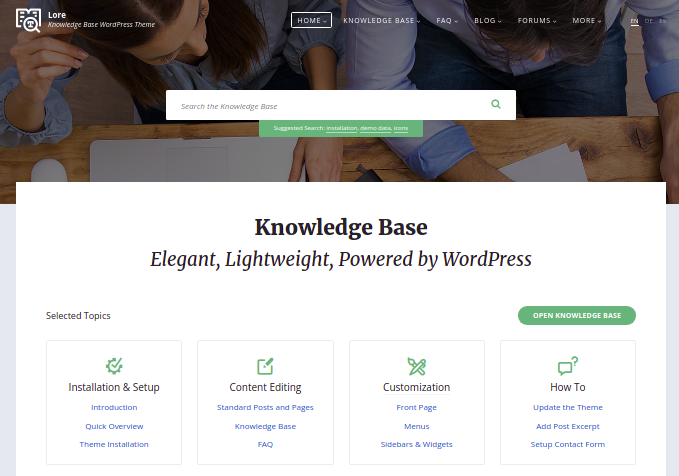 Lore
Knowledge Base WordPress Theme
HOME
KNOWLEDGE BASE
FAQ
BLOG
FORUMS
MORE
EN DE ES
Search the Knowledge Base
Suggested Search: installation, demo data, icons
Knowledge Base
Elegant, Lightweight, Powered by WordPress
Selected Topics
OPEN KNOWLEDGE BASE
Installation & Setup
Introduction
Quick Overview
Theme Installation
Content Editing
Standard Posts and Pages
Knowledge Base
FAQ
Customization
Front Page
Menus
Sidebars & Widgets
How To
Update the Theme
Add Post Excerpt
Setup Contact Form